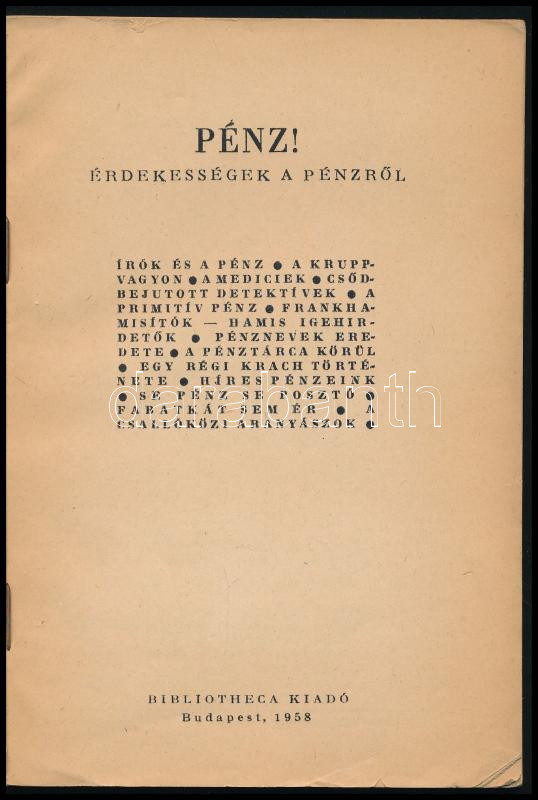 PÉNZ!
ÉRDEKESSÉGEK A PÉNZRŐL
ÍRÓK ÉS A PÉNZ ● A KRUPP-
VAGYON ● A MEDICIEK ● CSŐD-
BEJUTOTT DETEKTÍVEK ● A
PRIMITÍV PÉNZ ● FRANKHA-
MISÍTÓK — HAMIS IGEHIR-
DETŐK ● PÉNZNEVEK ERE-
DETE ● A PÉNZTÁRCA KÖRÜL
● EGY RÉGI KRACH TÖRTÉ-
NETE ● HÍRES PÉNZEINK
● SE PÉNZ SE POSZTÓ ●
FABATKÁT SEM ÉR ● A
CSALLÓKÖZI ARANYÁSZOK ●
darabanth
BIBLIOTHECA KIADÓ
Budapest, 1958